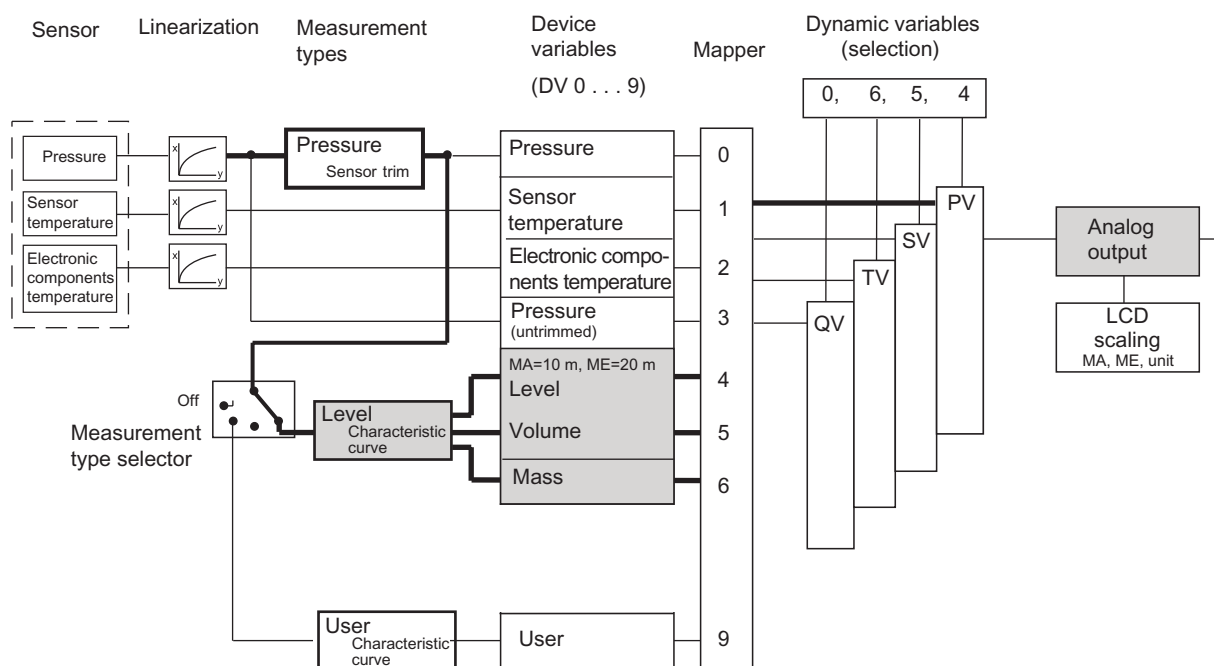 Sensor
Linearization
Measurement
types
Device
variables
(DV 0 . . . 9)
Mapper
Dynamic variables
(selection)
0, 6, 5, 4
Pressure
x
y
Pressure
Sensor trim
Pressure
0
Sensor
temperature
x
y
Sensor
temperature
1
PV
Electronic
components
temperature
x
y
Electronic compo-
nents temperature
2
SV
TV
Analog
output
Pressure
(untrimmed)
3
QV
LCD
scaling
MA, ME, unit
MA=10 m, ME=20 m
Level
4
Off
Measurement
type selector
Level
Characteristic
curve
Volume
5
Mass
6
User
Characteristic
curve
User
9